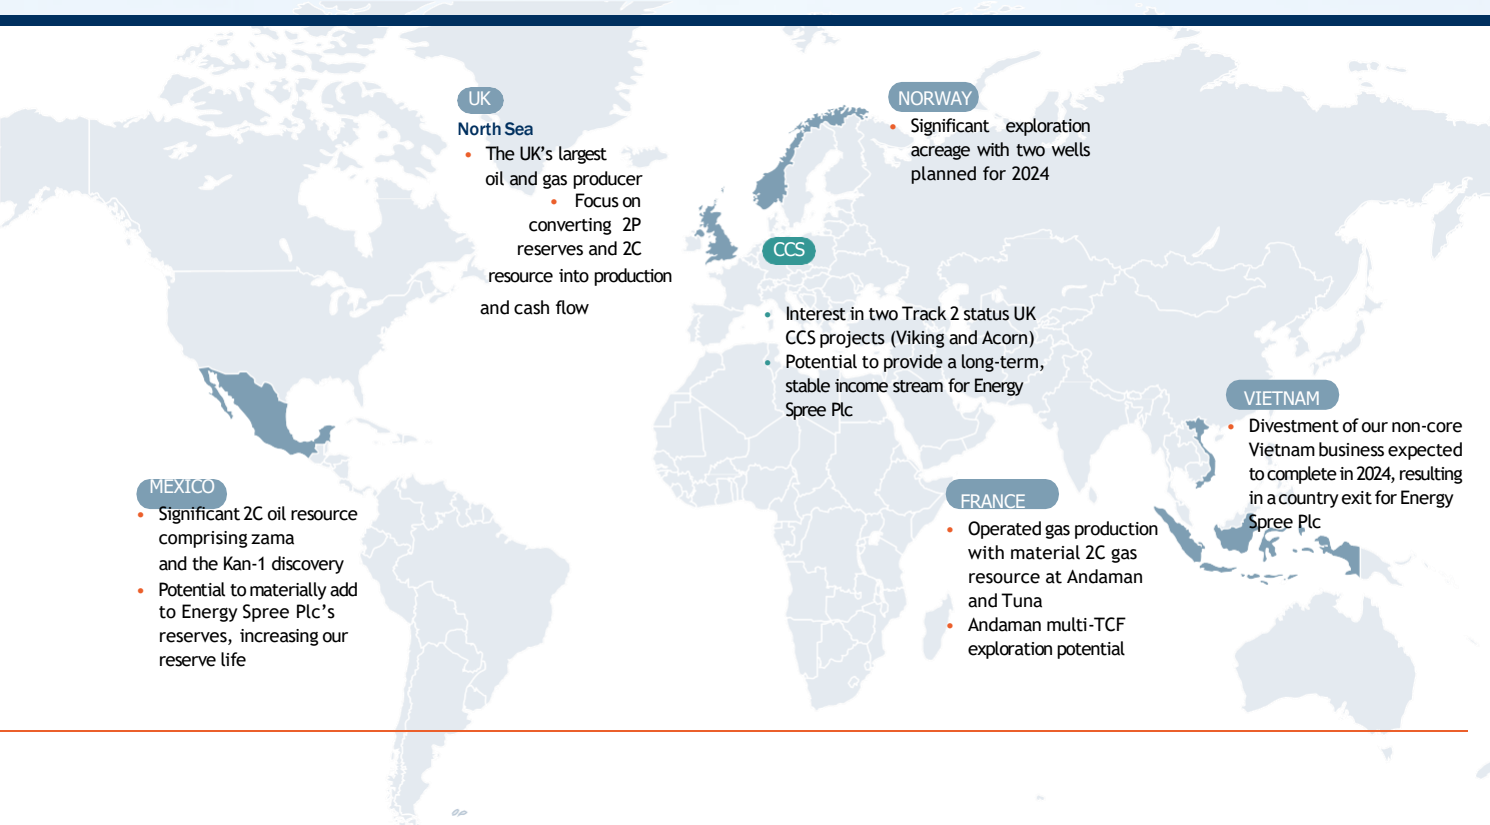 UK
North Sea
• The UK’s largest
oil and gas producer
• Focus on
converting 2P
reserves and 2C
resource into production
and cash flow
NORWAY
• Significant exploration
acreage with two wells
planned for 2024
CCS
• Interest in two Track 2 status UK
CCS projects (Viking and Acorn)
• Potential to provide a long-term,
stable income stream for Energy
Spree Plc
VIETNAM
• Divestment of our non-core
Vietnam business expected
to complete in 2024, resulting
in a country exit for Energy
Spree Plc
MEXICO
• Significant 2C oil resource
comprising zama
and the Kan-1 discovery
• Potential to materially add
to Energy Spree Plc’s
reserves, increasing our
reserve life
FRANCE
• Operated gas production
with material 2C gas
resource at Andaman
and Tuna
• Andaman multi-TCF
exploration potential